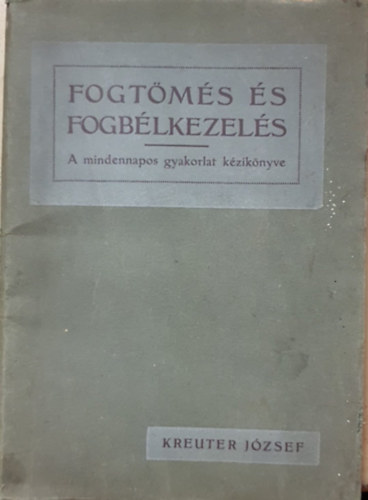 FOGTÖMÉS ÉS
FOGBÉLKEZELÉS
A mindennapos gyakorlat kézikönyve
KREUTER JÓZSEF